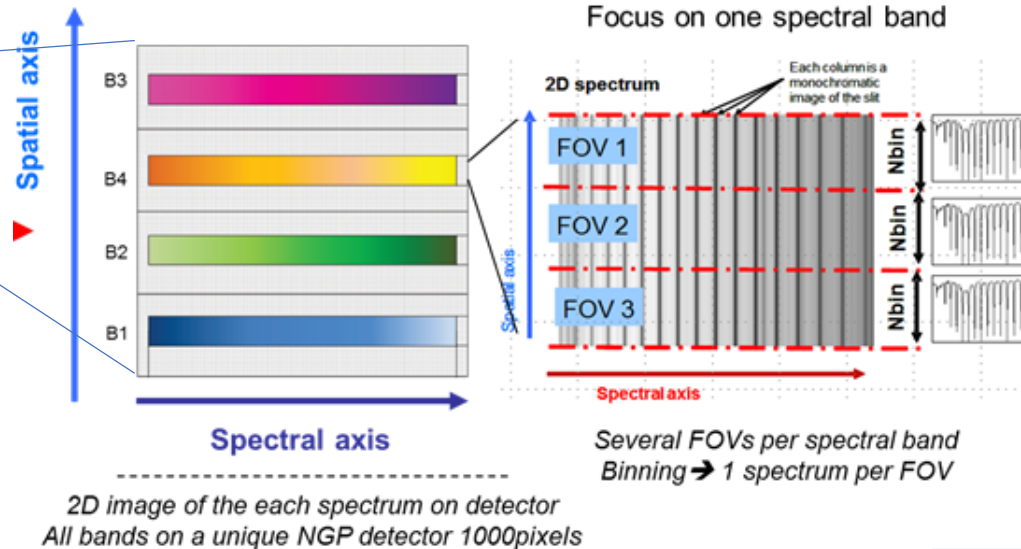 Focus on one spectral band
Spatial axis
B3
B4
B2
B1
Spectral axis
2D image of the each spectrum on detector
All bands on a unique NGP detector 1000pixels
2D spectrum
Each column is a
monochromatic
image of the slit
Spatial axis
FOV 1
FOV 2
FOV 3
Nbin
Nbin
Nbin
Spectral axis
Several FOVs per spectral band
Binning➔ 1 spectrum per FOV